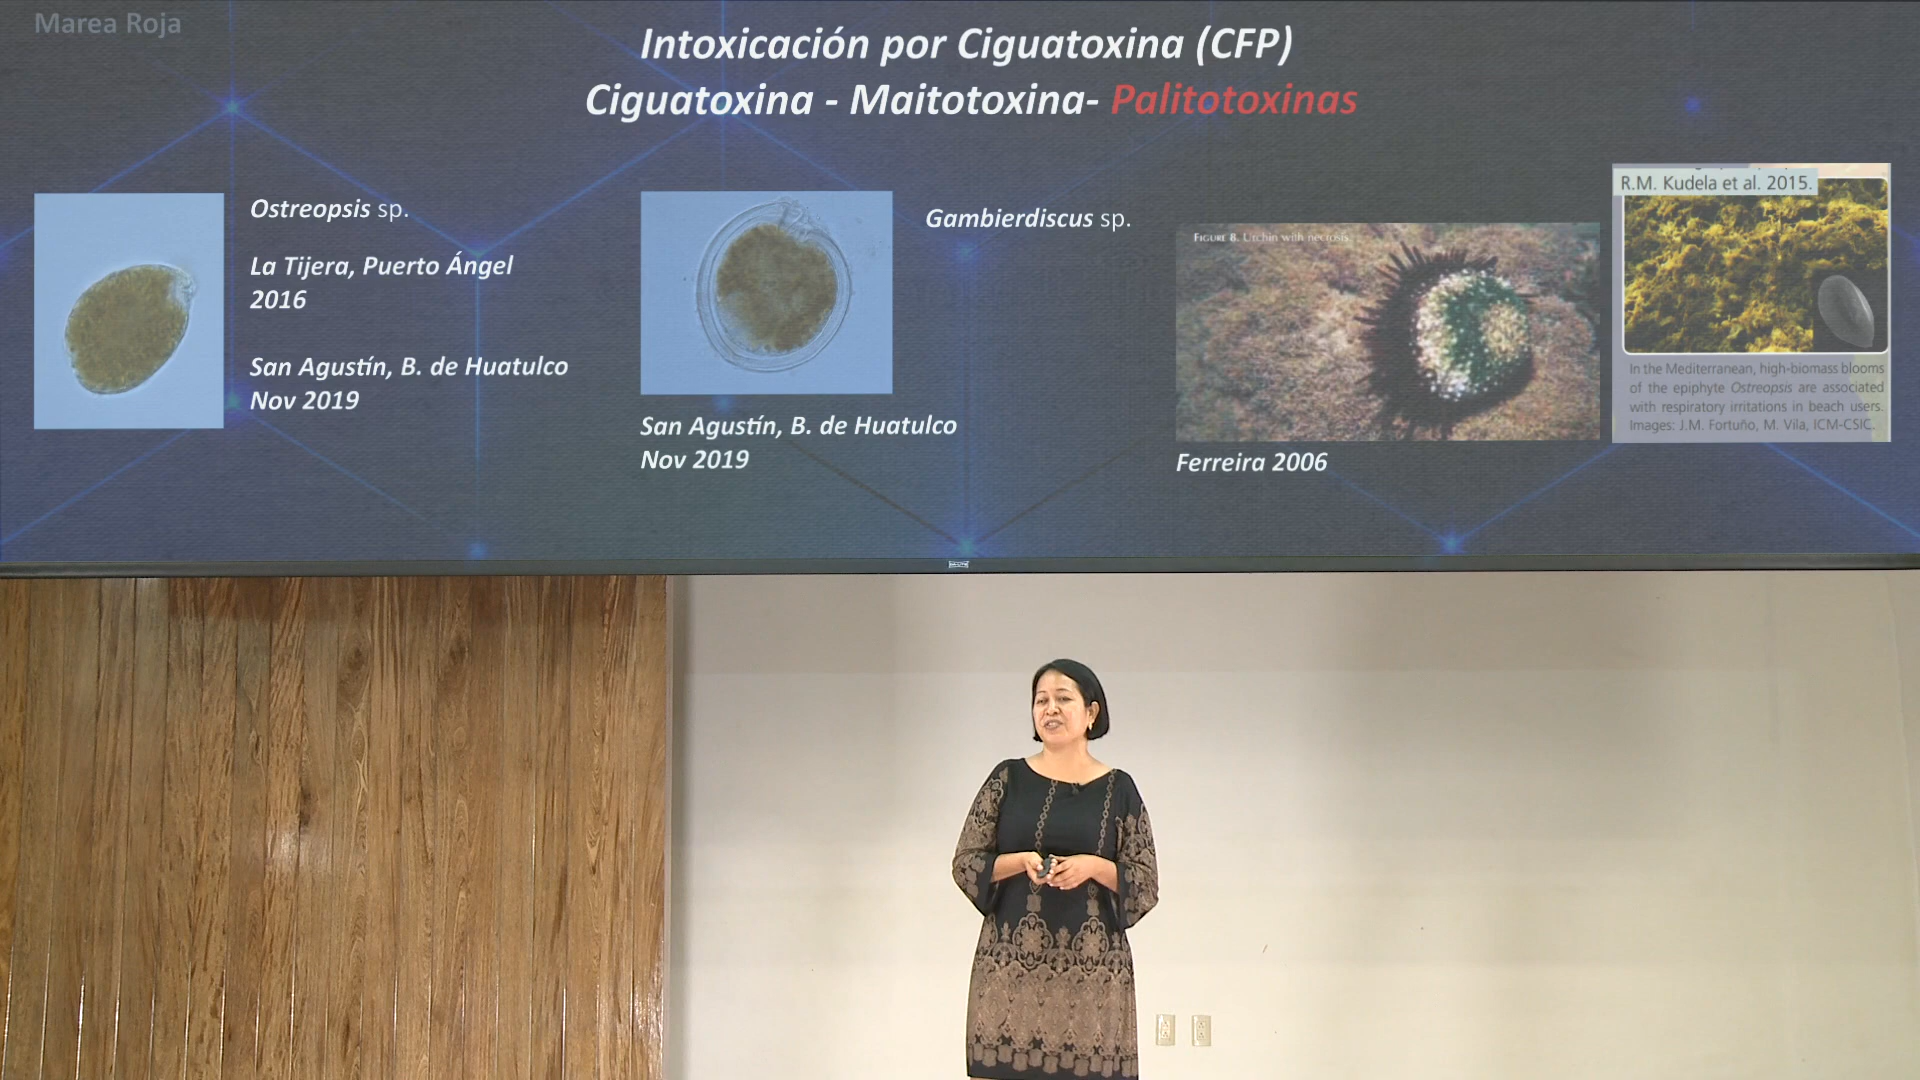 Marea Roja
Intoxicación por Ciguatoxina (CFP)
Ciguatoxina - Maitotoxina- Palitotoxinas
Ostreopsis sp.
La Tijera, Puerto Ángel
2016
San Agustín, B. de Huatulco
Nov 2019
Gambierdiscus sp.
San Agustín, B. de Huatulco
Nov 2019
FIGURE 8. Urchin with necrosis.
Ferreira 2006
R.M. Kudela et al. 2015.
In the Mediterranean, high-biomass blooms
of the epiphyte Ostreopsis are associated
with respiratory irritations in beach users.
Images: J.M. Fortuño, M. Vila, ICM-CSIC.